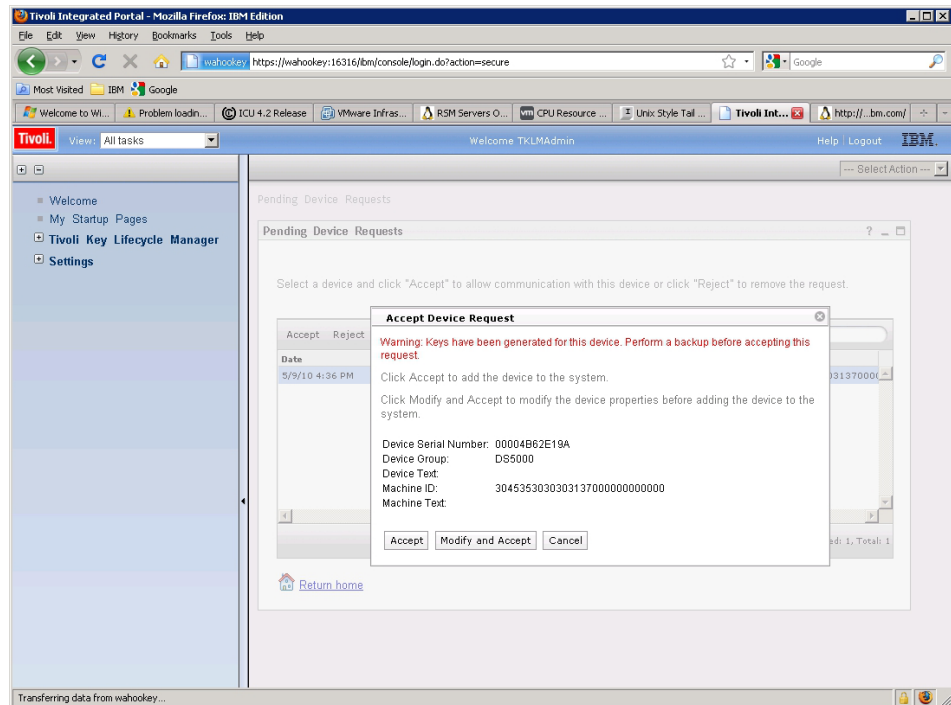 Tivoli Integrated Portal - Mozilla Firefox: IBM Edition
File Edit View History Bookmarks Tools Help
wahookey https://wahookey:16316/ibm/console/login.do?action=secure
Google
Most Visited IBM Google
Welcome to Wi... Problem loadin... ICU 4.2 Release VMware Infras... RSM Servers O... CPU Resource ... Unix Style Tail ... Tivoli Int... http://...bm.com/
Tivoli. View: All tasks Welcome TKLMAdmin Help Logout IBM.
--- Select Action ---
Welcome
My Startup Pages
Tivoli Key Lifecycle Manager
Settings
Pending Device Requests
Pending Device Requests
Select a device and click "Accept" to allow communication with this device or click "Reject" to remove the request.
Accept Reject
Date
5/9/10 4:36 PM
Accept Device Request
Warning: Keys have been generated for this device. Perform a backup before accepting this
request.
Click Accept to add the device to the system.
Click Modify and Accept to modify the device properties before adding the device to the
system.
Device Serial Number: 00004B62E19A
Device Group: DS5000
Device Text:
Machine ID: 3045353030303137000000000000
Machine Text:
Accept Modify and Accept Cancel
ed: 1, Total: 1
Return home
Transferring data from wahookey...